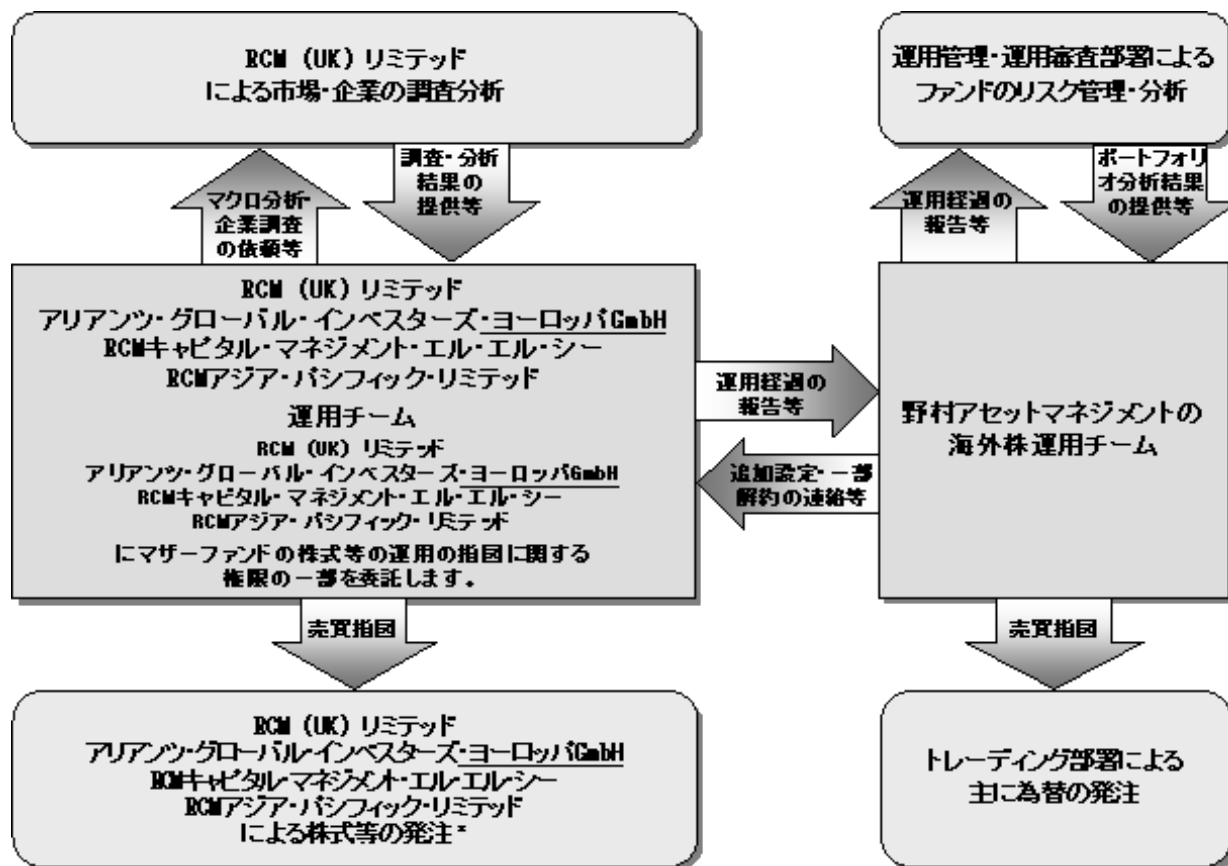 RCM (UK) リミテッド
による市場・企業の調査分析
運用管理・運用審査部署による
ファンドのリスク管理・分析
マクロ分析・
企業調査
の依頼等
調査・分析
結果の
提供等
運用経過の
報告等
ポートフォリ
オ分析結果
の提供等
RCM (UK) リミテッド
アリアンツ・グローバル・インベスターズ・ヨーロッパGmbH
RCMキャピタル・マネジメント・エル・エル・シー
RCMアジア・パシフィック・リミテッド
運用チーム
RCM (UK) リミテッド
アリアンツ・グローバル・インベスターズ・ヨーロッパGmbH
RCMキャピタル・マネジメント・エル・エル・シー
RCMアジア・パシフィック・リミテッド
にマザーファンドの株式等の運用の指図に関する
権限の一部を委託します。
運用経過の
報告等
追加設定・一部
解約の連絡等
野村アセットマネジメントの
海外株運用チーム
売買指図
売買指図
RCM (UK) リミテッド
アリアンツ・グローバル・インベスターズ・ヨーロッパGmbH
RCMキャピタル・マネジメント・エル・エル・シー
RCMアジア・パシフィック・リミテッド
による株式等の発注*
トレーディング部署による
主に為替の発注